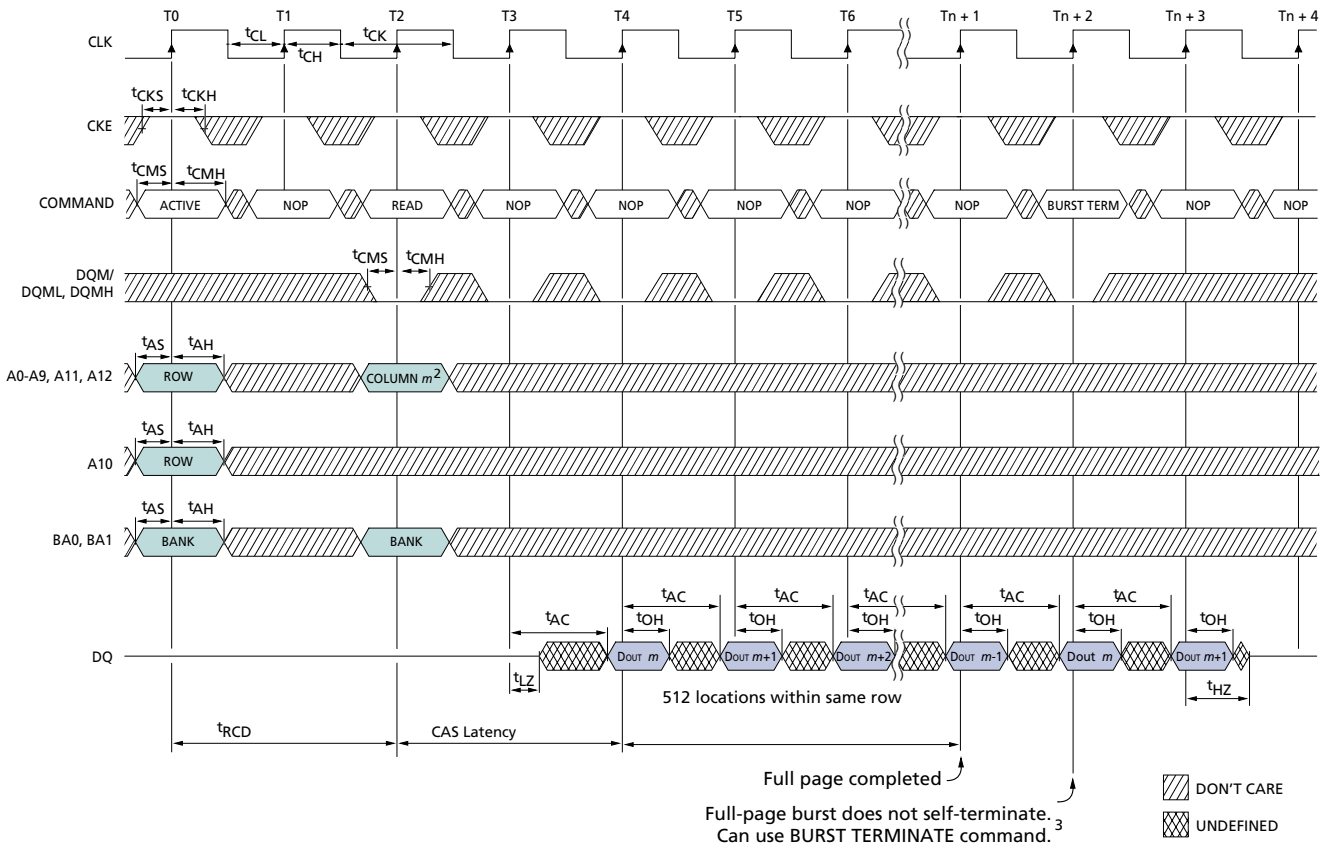 T0 T1 T2 T3 T4 T5 T6 Tn + 1 Tn + 2 Tn + 3 Tn + 4
CLK tCL tCH tCK
tCKS tCKH
CKE
tCMS tCMH
COMMAND ACTIVE NOP READ NOP NOP NOP NOP NOP BURST TERM NOP NOP
tCMS tCMH
DQM/
DQML, DQMH
tAS tAH
A0-A9, A11, A12 ROW COLUMN m2
tAS tAH
A10 ROW
tAS tAH
BA0, BA1 BANK BANK
tAC tAC tAC tAC tAC tAC
tOH tOH tOH tOH tOH tOH
DQ DOUT m DOUT m+1 DOUT m+2 DOUT m-1 Dout m DOUT m+1
tLZ 512 locations within same row tHZ
tRCD CAS Latency
Full page completed
Full-page burst does not self-terminate.
Can use BURST TERMINATE command. 3
DON'T CARE
UNDEFINED